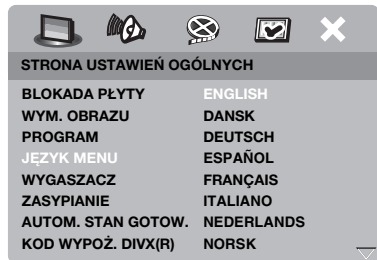 STRONA USTAWIEŃ OGÓLNYCH
BLOKADA PŁYTY ENGLISH
WYM. OBRAZU DANSK
PROGRAM DEUTSCH
JĘZYK MENU ESPAÑOL
WYGASZACZ FRANÇAIS
ZASYPIANIE ITALIANO
AUTOM. STAN GOTOW. NEDERLANDS
KOD WYPOŻ. DIVX(R) NORSK